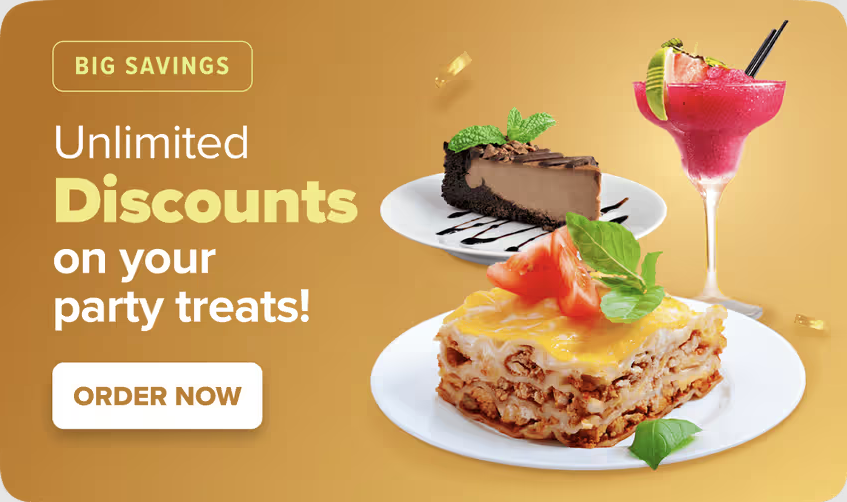 BIG SAVINGS
Unlimited
Discounts
on your
party treats!
ORDER NOW